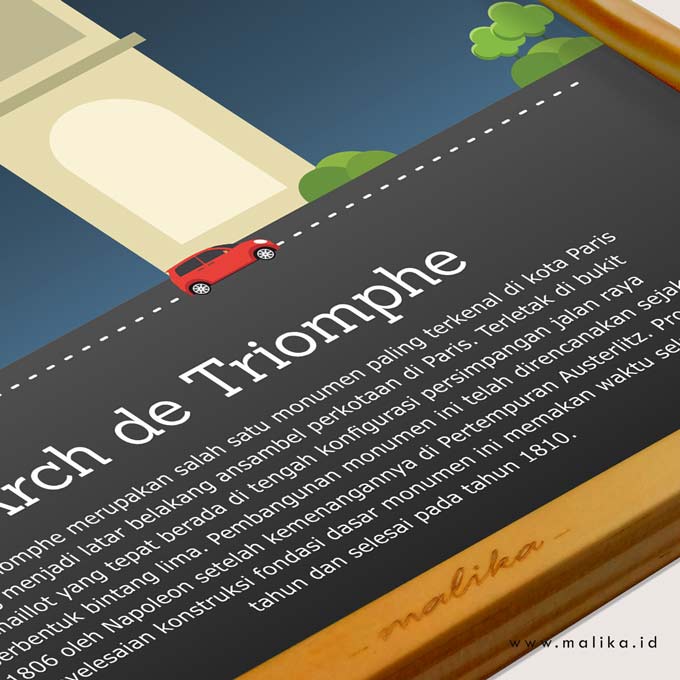 Arch de Triomphe
omphe merupakan salah satu monumen paling terkenal di kota Paris
menjadi latar belakang ansambel perkotaan di Paris. Terletak di bukit
haillot yang tepat berada di tengah konfigurasi persimpangan jalan raya
berbentuk bintang lima. Pembangunan monumen ini telah direncanakan sejak
1806 oleh Napoleon setelah kemenangannya di Pertempuran Austerlitz. Pro
yelesaian konstruksi fondasi dasar monumen ini memakan waktu sel
tahun dan selesai pada tahun 1810.
- malika -
www.malika.id